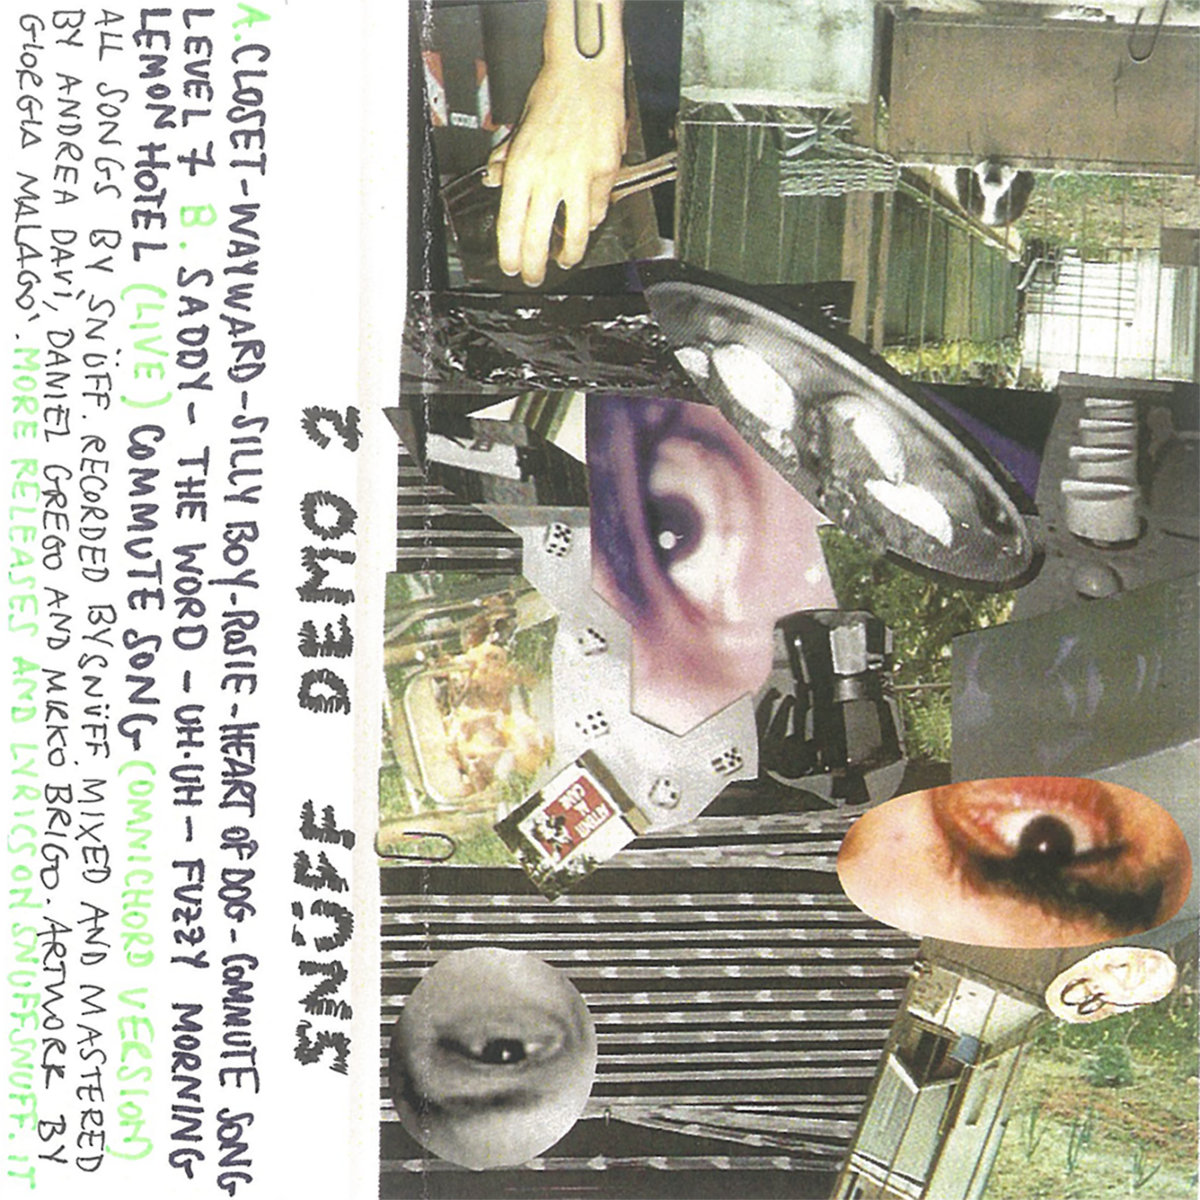 A. CLOSET - WAYWARD - SILLY BOY - ROSIE - HEART OF DOG - COMMUTE SONG
LEVEL 7 B. SADDY - THE WORD - UH-UH - FUZZY MORNING -
LEMON HOTEL (LIVE) COMMUTE SONG - (OMNICHORD VERSION)
ALL SONGS BY SNÜFF. RECORDED BY SNÜFF. MIXED AND MASTERED
BY ANDREA DAVÌ, DANIEL GREGO AND MIRKO BRIGO. ARTWORK BY
GIORGIA MALAGO'. MORE RELEASES AND LYRICS ON SNUFFSNUFF.IT
SNÜFF DEMO 2